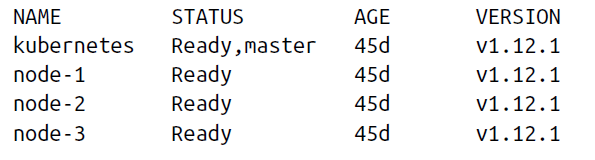 NAME STATUS AGE VERSION
kubernetes Ready,master 45d v1.12.1
node-1 Ready 45d v1.12.1
node-2 Ready 45d v1.12.1
node-3 Ready 45d v1.12.1